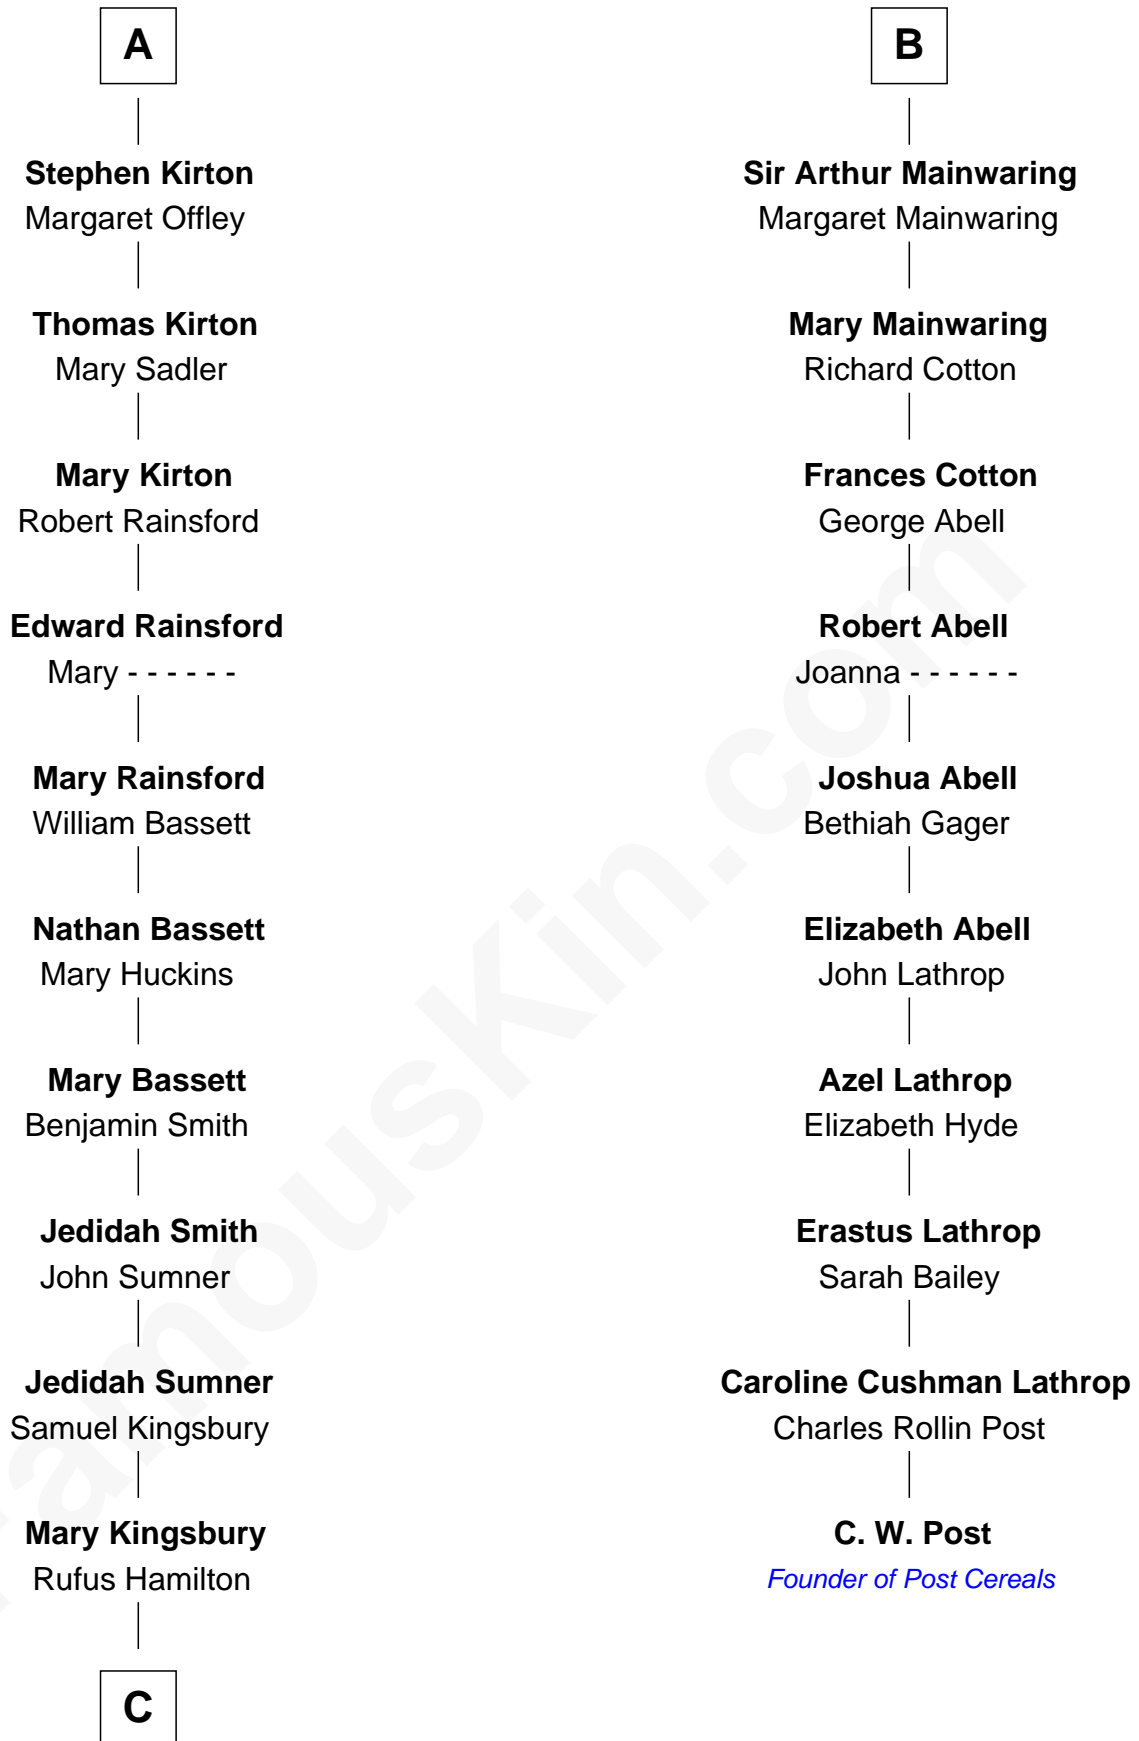 A
Stephen Kirton
Margaret Offley
Thomas Kirton
Mary Sadler
Mary Kirton
Robert Rainsford
Edward Rainsford
Mary - - - - - -
Mary Rainsford
William Bassett
Nathan Bassett
Mary Huckins
Mary Bassett
Benjamin Smith
Jedidah Smith
John Sumner
Jedidah Sumner
Samuel Kingsbury
Mary Kingsbury
Rufus Hamilton
C
B
Sir Arthur Mainwaring
Margaret Mainwaring
Mary Mainwaring
Richard Cotton
Frances Cotton
George Abell
Robert Abell
Joanna - - - - - -
Joshua Abell
Bethiah Gager
Elizabeth Abell
John Lathrop
Azel Lathrop
Elizabeth Hyde
Erastus Lathrop
Sarah Bailey
Caroline Cushman Lathrop
Charles Rollin Post
C. W. Post
Founder of Post Cereals
FamousKin.com